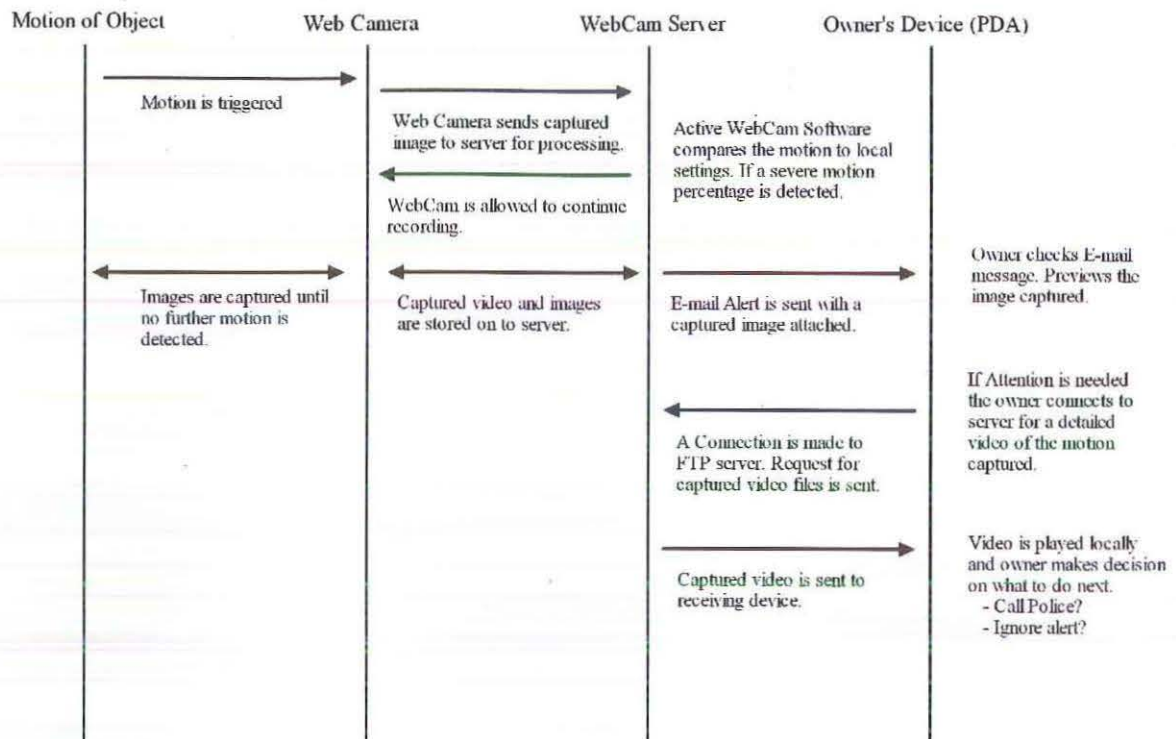 Motion of Object
Web Camera
WebCam Server
Owner's Device (PDA)
Motion is triggered
Web Camera sends captured
image to server for processing.
Active WebCam Software
compares the motion to local
settings. If a severe motion
percentage is detected.
WebCam is allowed to continue
recording.
Owner checks E-mail
message. Previews the
image captured.
Images are captured until
no further motion is
detected.
Captured video and images
are stored on to server.
E-mail Alert is sent with a
captured image attached.
If Attention is needed
the owner connects to
server for a detailed
video of the motion
captured.
A Connection is made to
FTP server. Request for
captured video files is sent.
Video is played locally
and owner makes decision
on what to do next.
- Call Police?
- Ignore alert?
Captured video is sent to
receiving device.